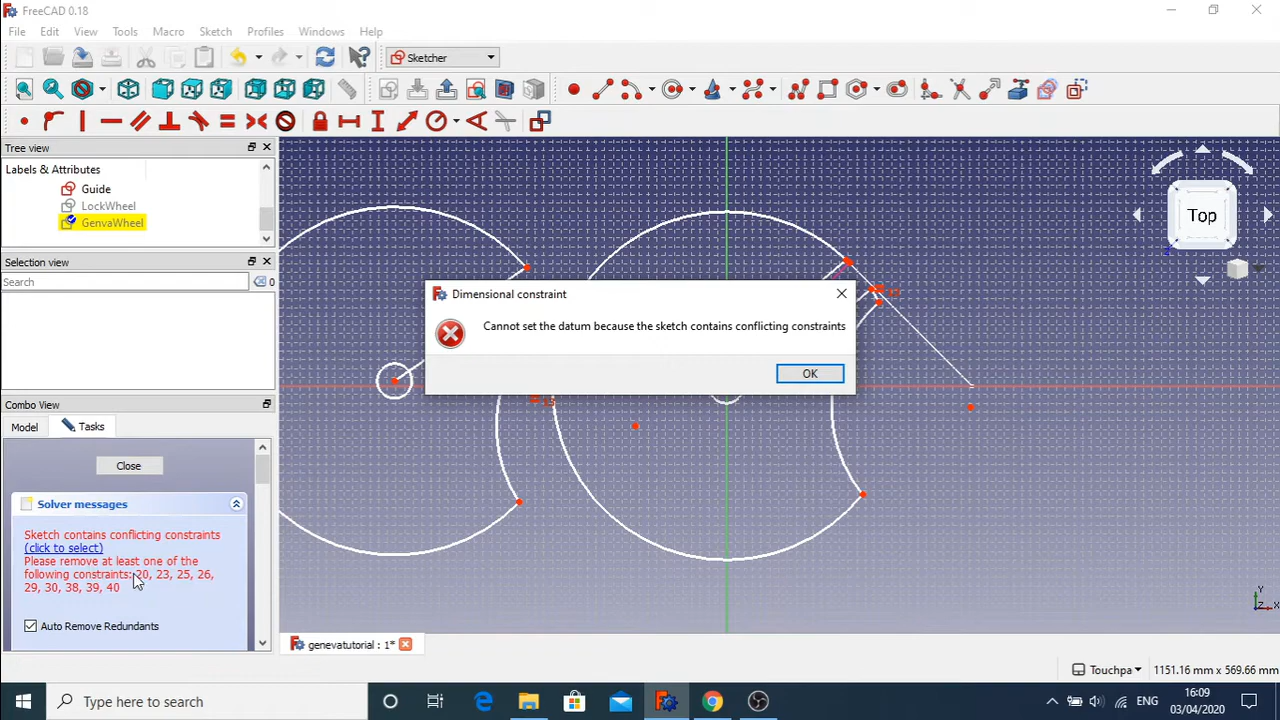 FreeCAD 0.18
File Edit View Tools Macro Sketch Profiles Windows Help
Sketcher
Tree view
Labels & Attributes
Guide
LockWheel
GenvaWheel
Selection view
Search
0
Combo View
Model
Tasks
Close
Solver messages
Sketch contains conflicting constraints
(click to select)
Please remove at least one of the
following constraints: 20, 23, 25, 26,
29, 30, 38, 39, 40
Auto Remove Redundants
Dimensional constraint
Cannot set the datum because the sketch contains conflicting constraints
OK
Top
Z
Y
Z
X
genevatutorial : 1*
Touchpa
1151.16 mm x 569.66 mm
Type here to search
ENG
16:09
03/04/2020